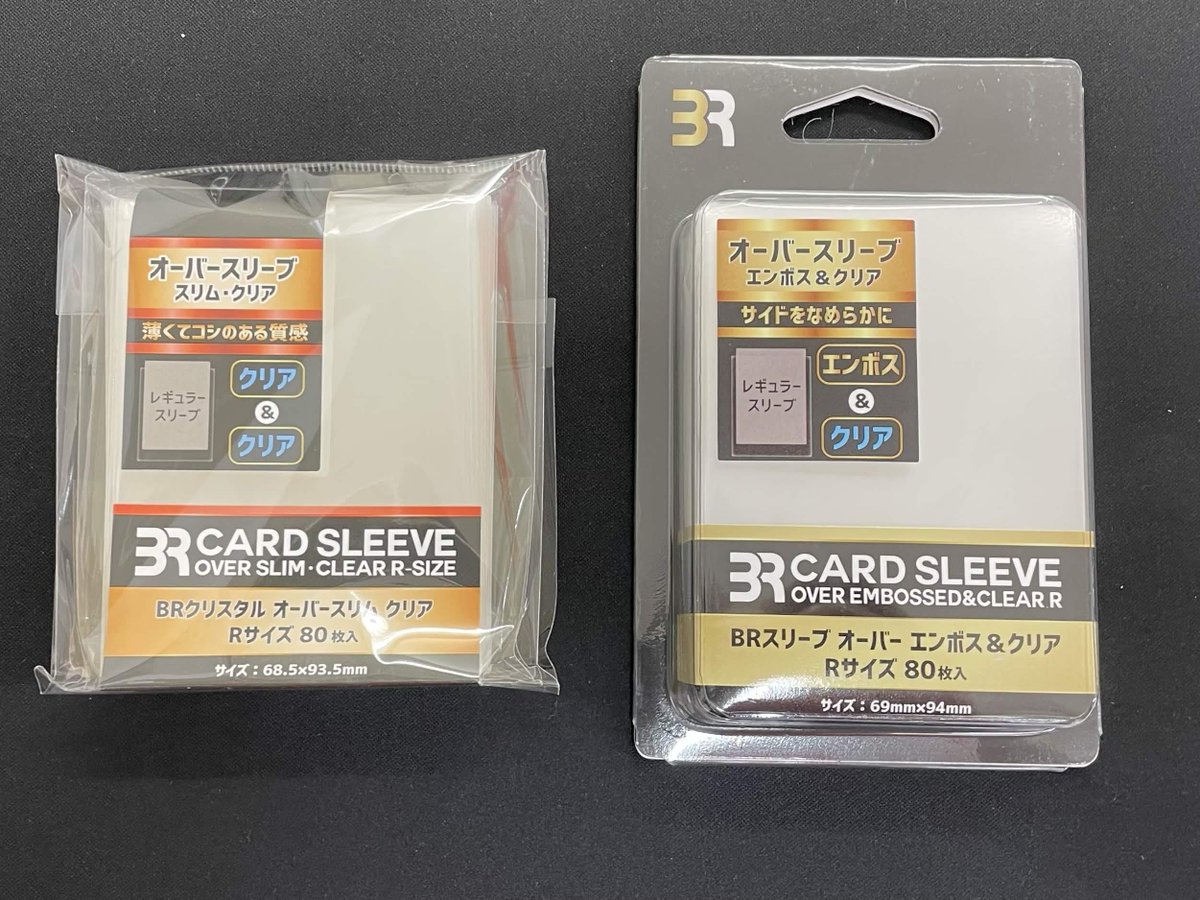 オーバースリーブ
スリム・クリア
薄くてコシのある質感
レギュラー
スリーブ
クリア
&
クリア
BR CARD SLEEVE
OVER SLIM・CLEAR R-SIZE
BRクリスタル オーバースリム クリア
Rサイズ 80枚入
サイズ：68.5×93.5mm
BR
オーバースリーブ
エンボス&クリア
サイドをなめらかに
レギュラー
スリーブ
エンボス
&
クリア
BR CARD SLEEVE
OVER EMBOSSED&CLEAR.R
BRスリーブ オーバー エンボス&クリア
Rサイズ 80枚入
サイズ：69mm×94mm